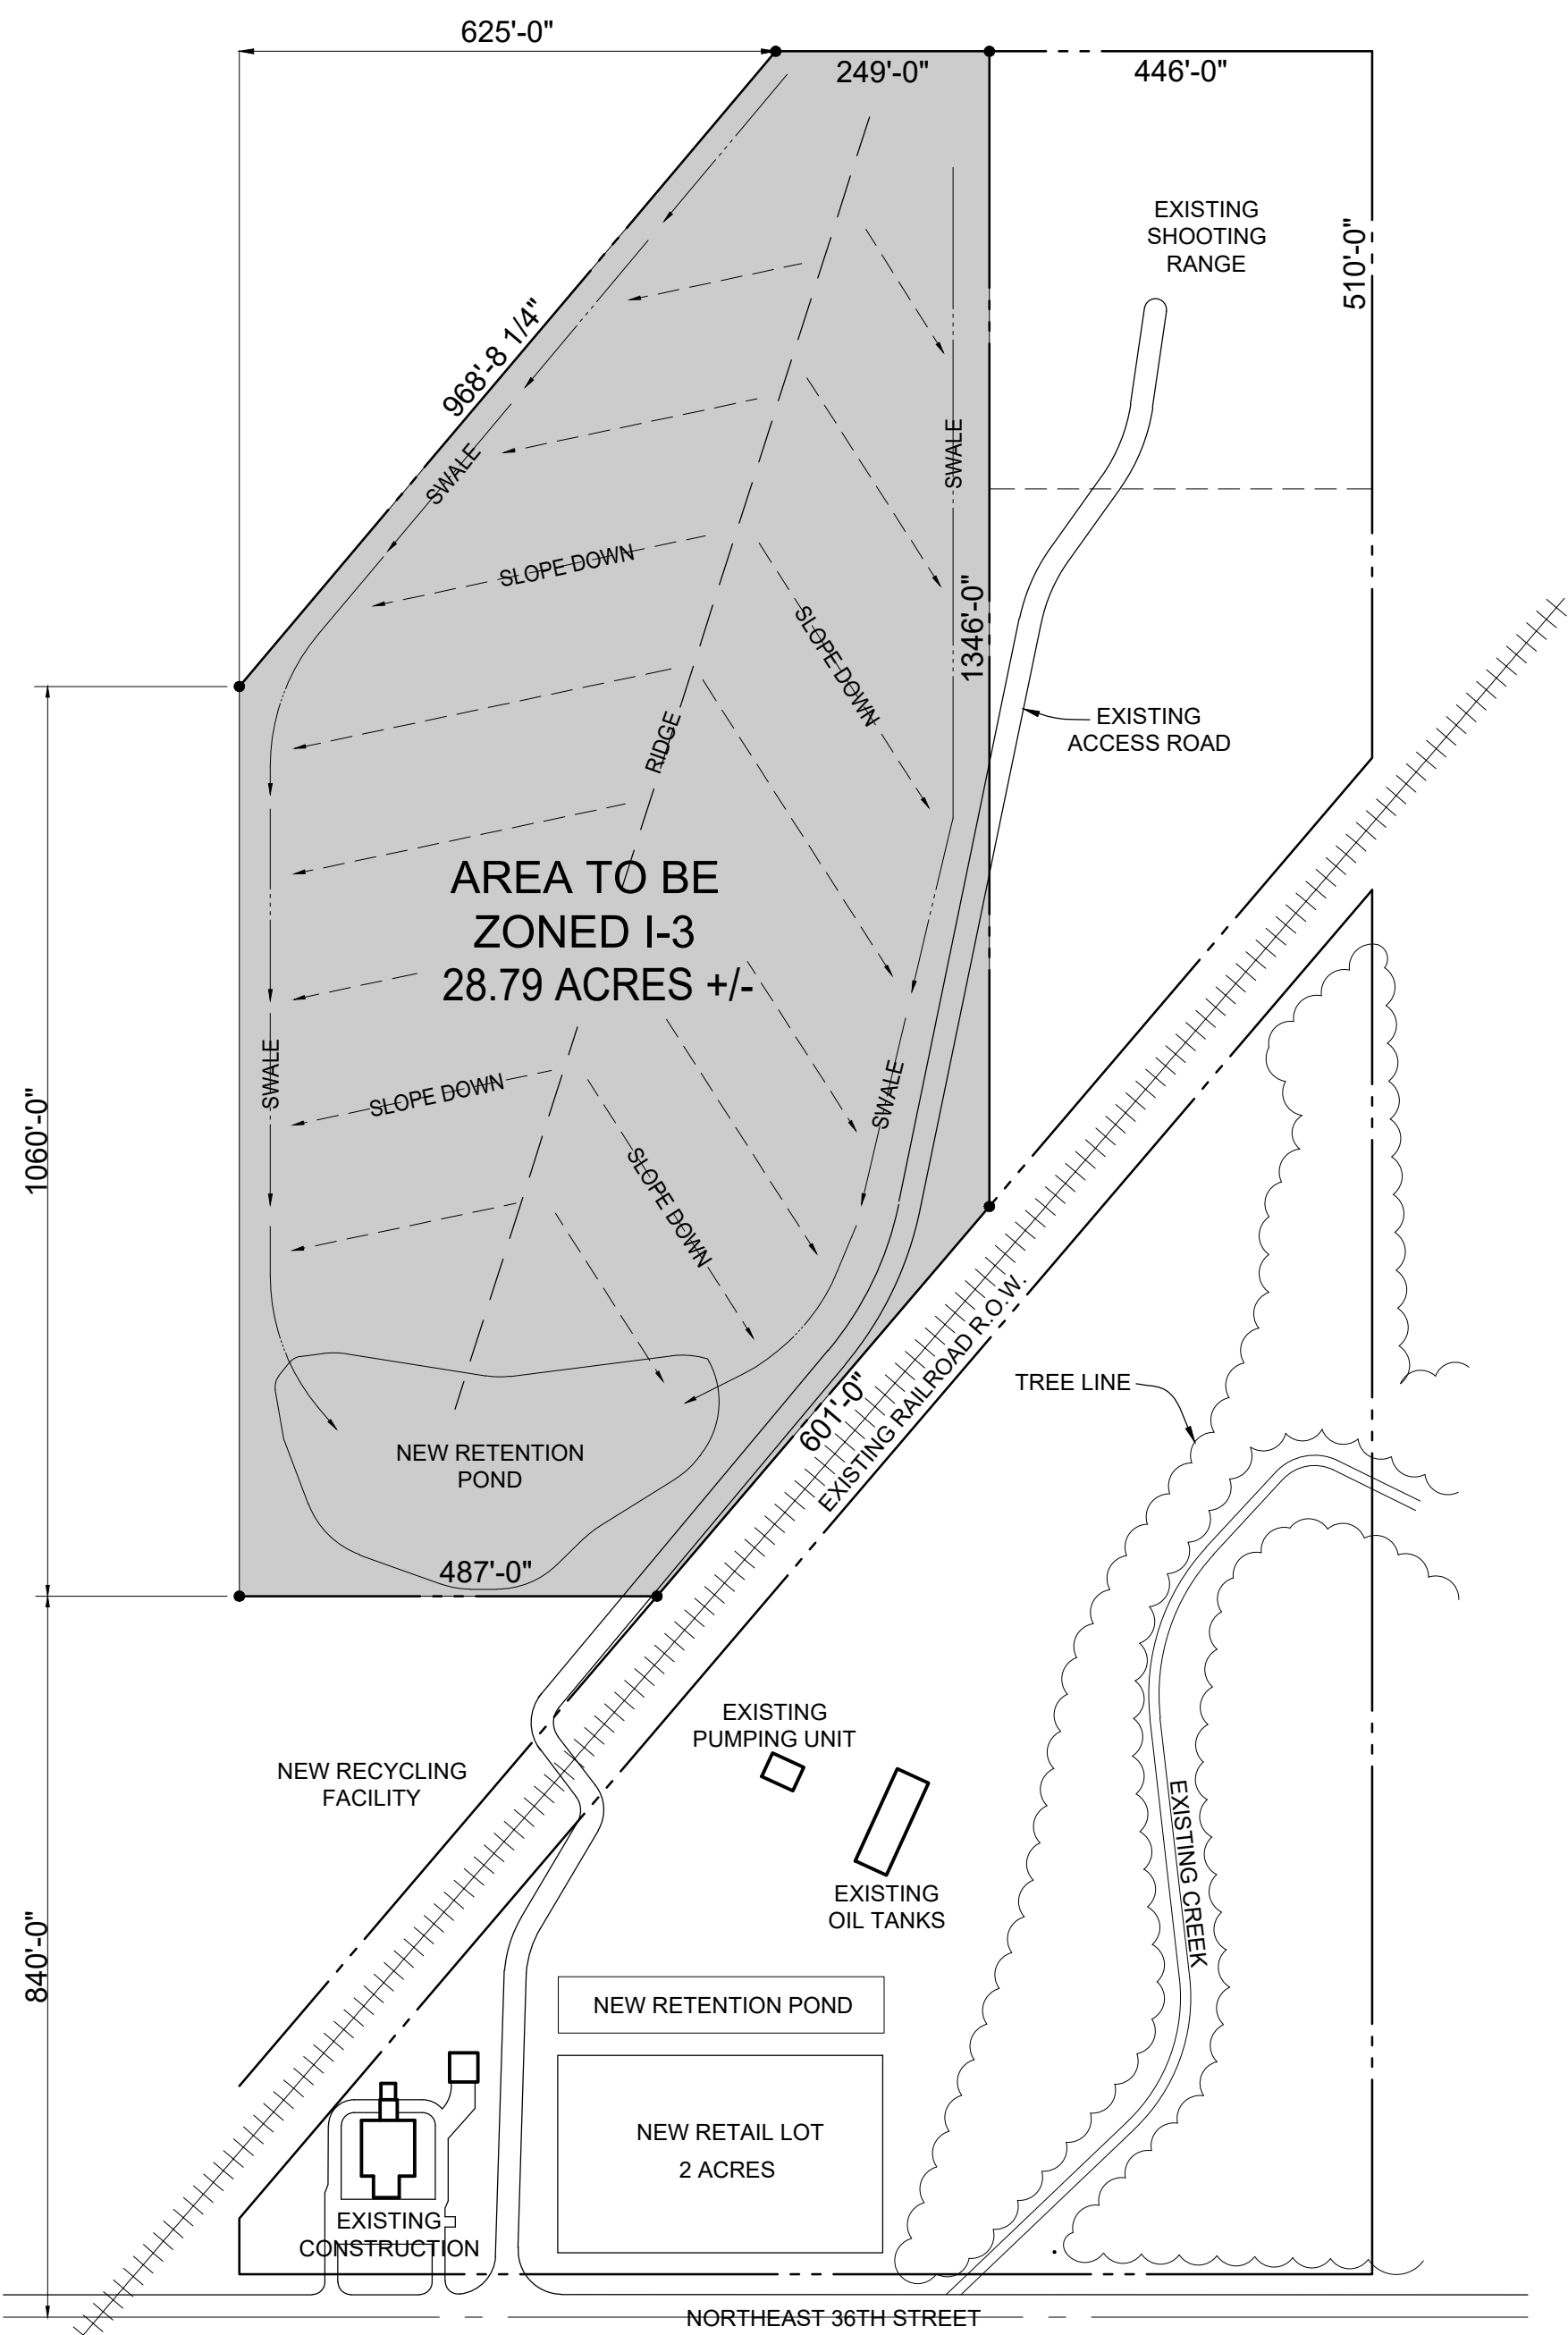 625'-0"
249'-0"
446'-0"
EXISTING
SHOOTING
RANGE
510'-0"
968'-8 1/4"
SWALE
SWALE
SLOPE DOWN
SLOPE DOWN
1346'-0"
RIDGE
EXISTING
ACCESS ROAD
AREA TO BE
ZONED I-3
28.79 ACRES +/-
SWALE
SWALE
SLOPE DOWN
SLOPE DOWN
1060'-0"
EXISTING RAILROAD R.O.W.
601'-0"
TREE LINE
NEW RETENTION
POND
487'-0"
EXISTING
PUMPING UNIT
NEW RECYCLING
FACILITY
EXISTING
OIL TANKS
EXISTING CREEK
840'-0"
NEW RETENTION POND
NEW RETAIL LOT
2 ACRES
EXISTING
CONSTRUCTION
NORTHEAST 36TH STREET